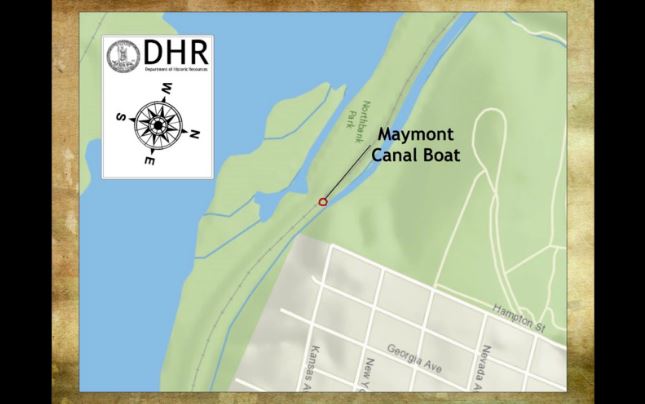 DHR
Department of Historic Resources
W
S
N
E
Northbank
Park
Maymont
Canal Boat
Hampton St
Georgia Ave
Kansas A
New Y
Nevada A